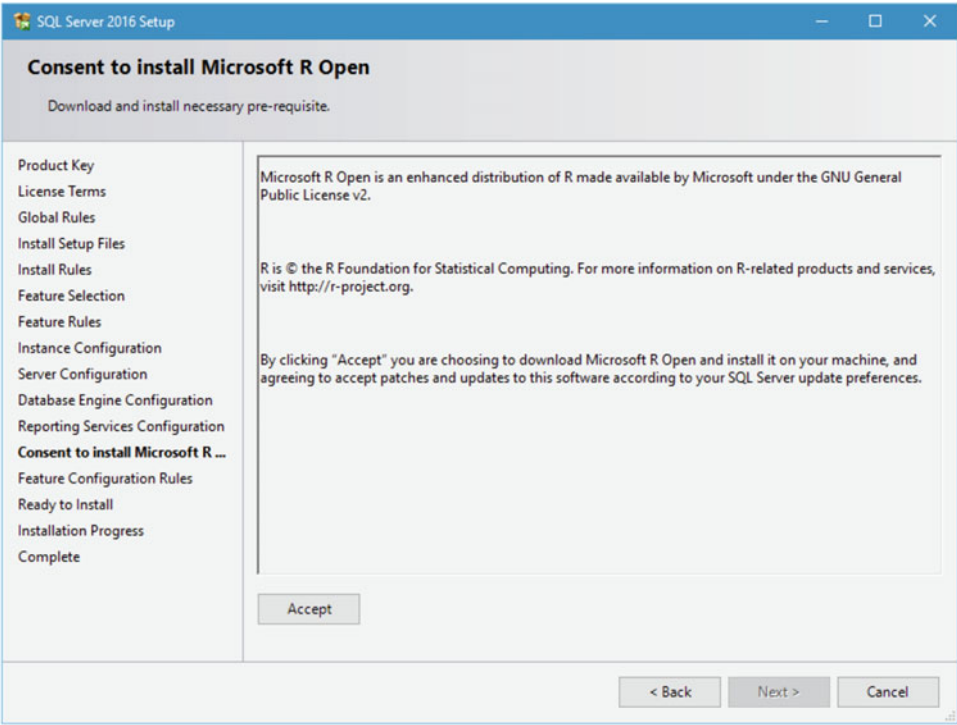 SQL Server 2016 Setup
Consent to install Microsoft R Open
Download and install necessary pre-requisite.
Product Key
License Terms
Global Rules
Install Setup Files
Install Rules
Feature Selection
Feature Rules
Instance Configuration
Server Configuration
Database Engine Configuration
Reporting Services Configuration
Consent to install Microsoft R ...
Feature Configuration Rules
Ready to Install
Installation Progress
Complete
Microsoft R Open is an enhanced distribution of R made available by Microsoft under the GNU General
Public License v2.
R is © the R Foundation for Statistical Computing. For more information on R-related products and services,
visit http://r-project.org.
By clicking "Accept" you are choosing to download Microsoft R Open and install it on your machine, and
agreeing to accept patches and updates to this software according to your SQL Server update preferences.
Accept
< Back
Next >
Cancel